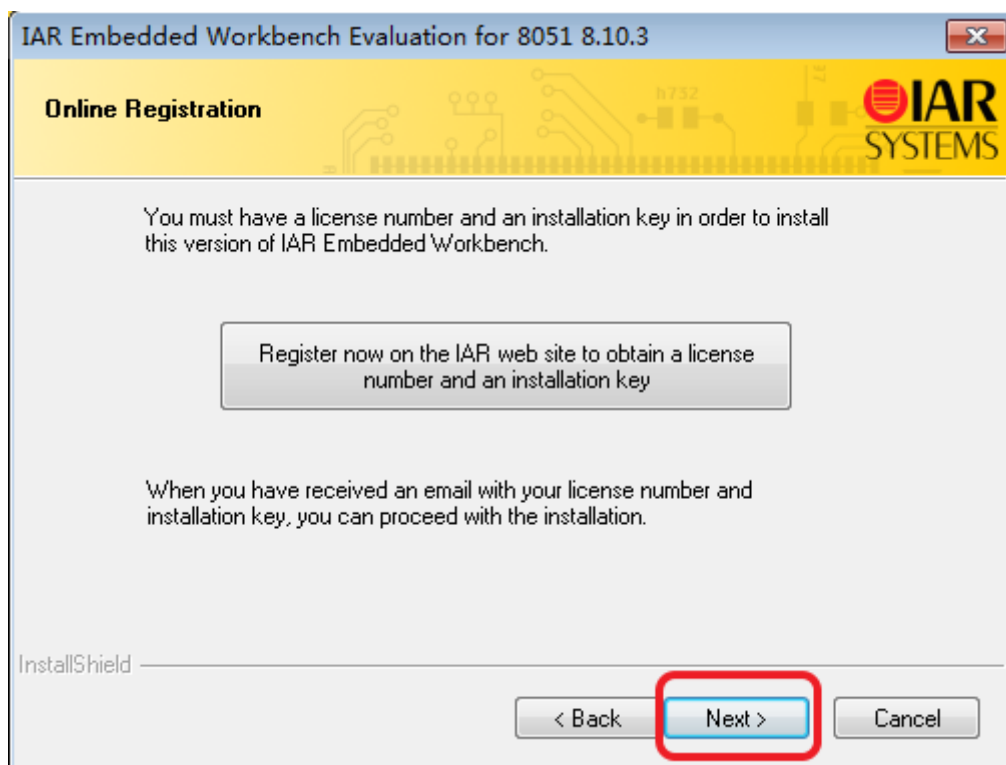 IAR Embedded Workbench Evaluation for 8051 8.10.3
Online Registration
h732
IAR
SYSTEMS
You must have a license number and an installation key in order to install
this version of IAR Embedded Workbench.
Register now on the IAR web site to obtain a license
number and an installation key
When you have received an email with your license number and
installation key, you can proceed with the installation.
InstallShield
< Back
Next >
Cancel